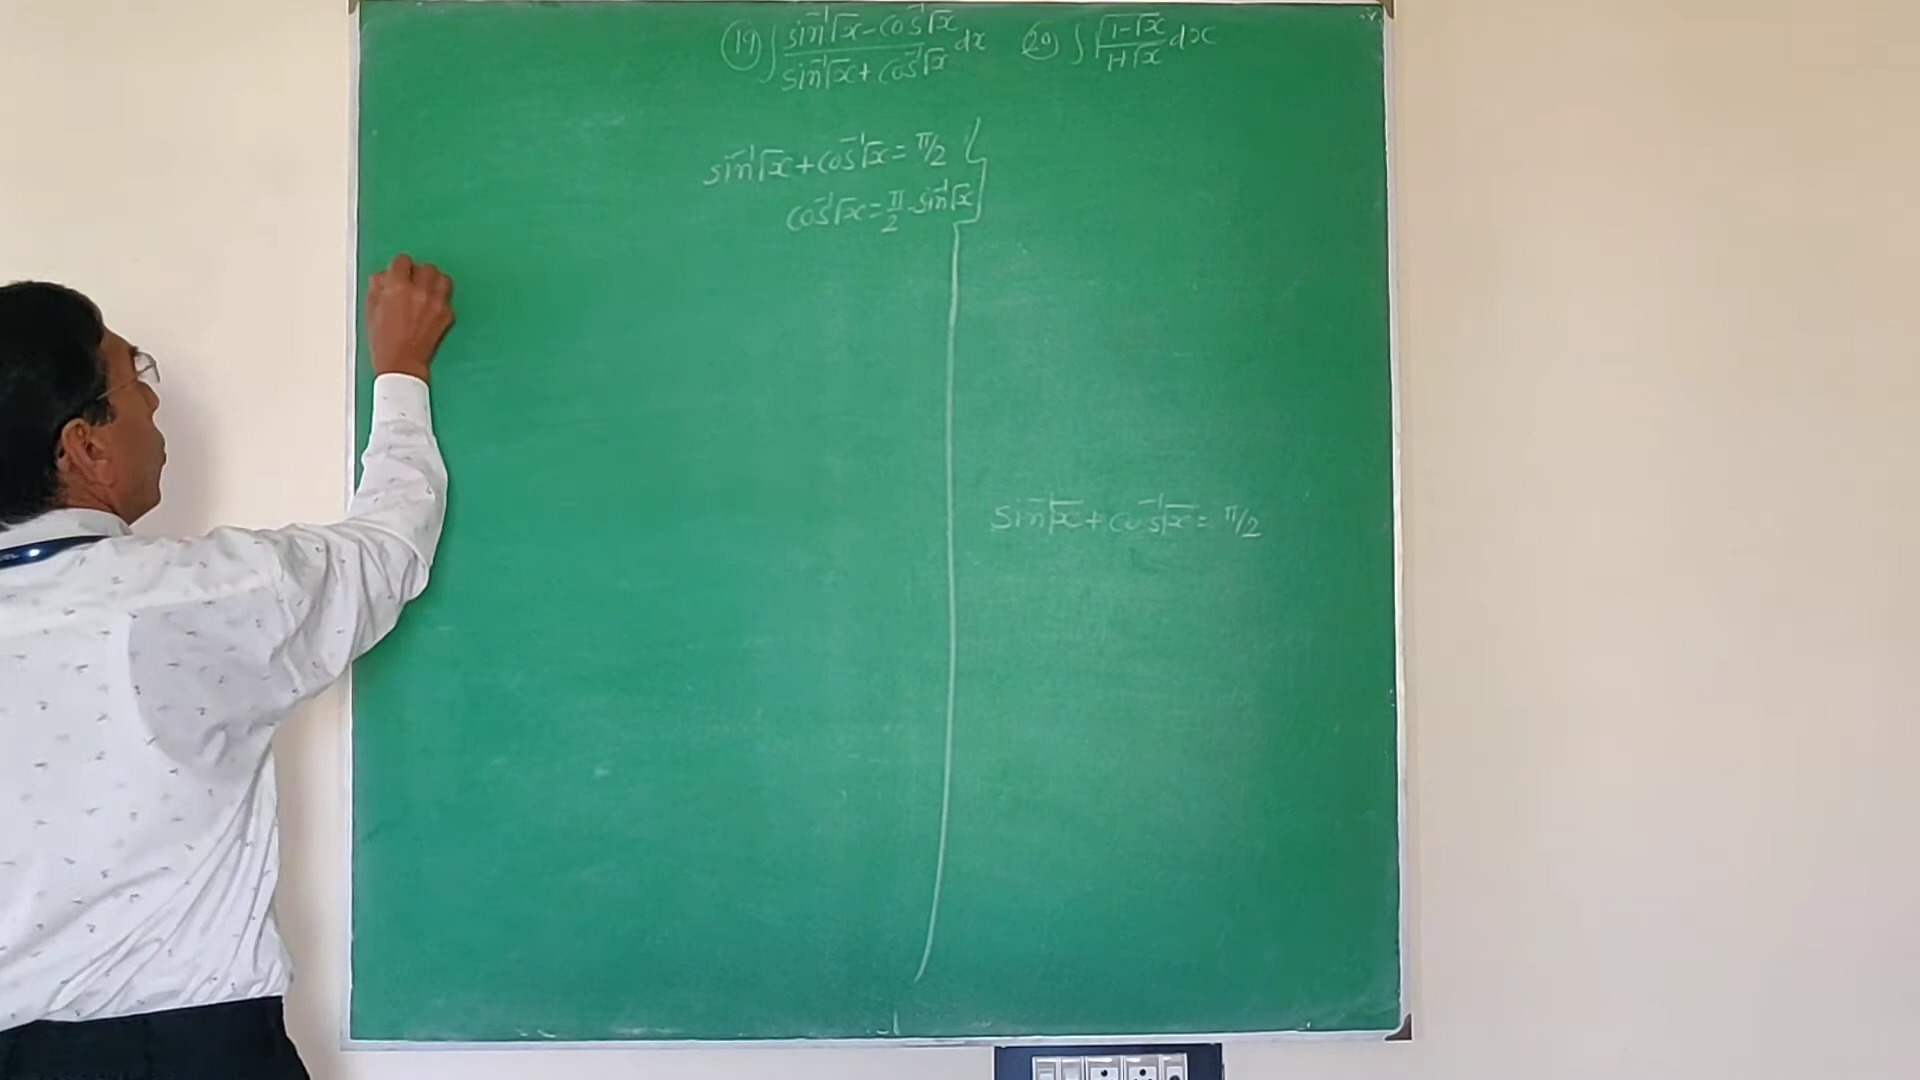 (19) ∫ (sin⁻¹√x - cos⁻¹√x)/(sin⁻¹√x + cos⁻¹√x) dx (20) ∫ √((1-√x)/(1+√x)) dx
sin⁻¹√x + cos⁻¹√x = π/2
cos⁻¹√x = π/2 - sin⁻¹√x
sin⁻¹√x + cos⁻¹√x = π/2